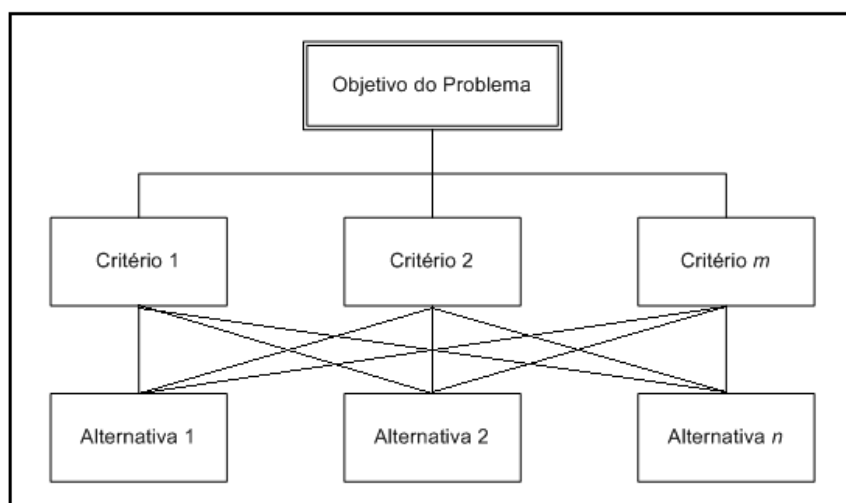 Objetivo do Problema
Critério 1
Critério 2
Critério m
Alternativa 1
Alternativa 2
Alternativa n